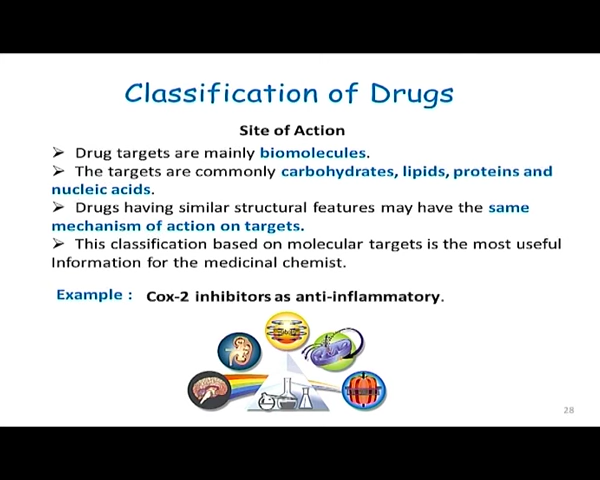 Classification of Drugs
Site of Action
➢ Drug targets are mainly biomolecules.
➢ The targets are commonly carbohydrates, lipids, proteins and
nucleic acids.
➢ Drugs having similar structural features may have the same
mechanism of action on targets.
➢ This classification based on molecular targets is the most useful
Information for the medicinal chemist.
Example : Cox-2 inhibitors as anti-inflammatory.
28